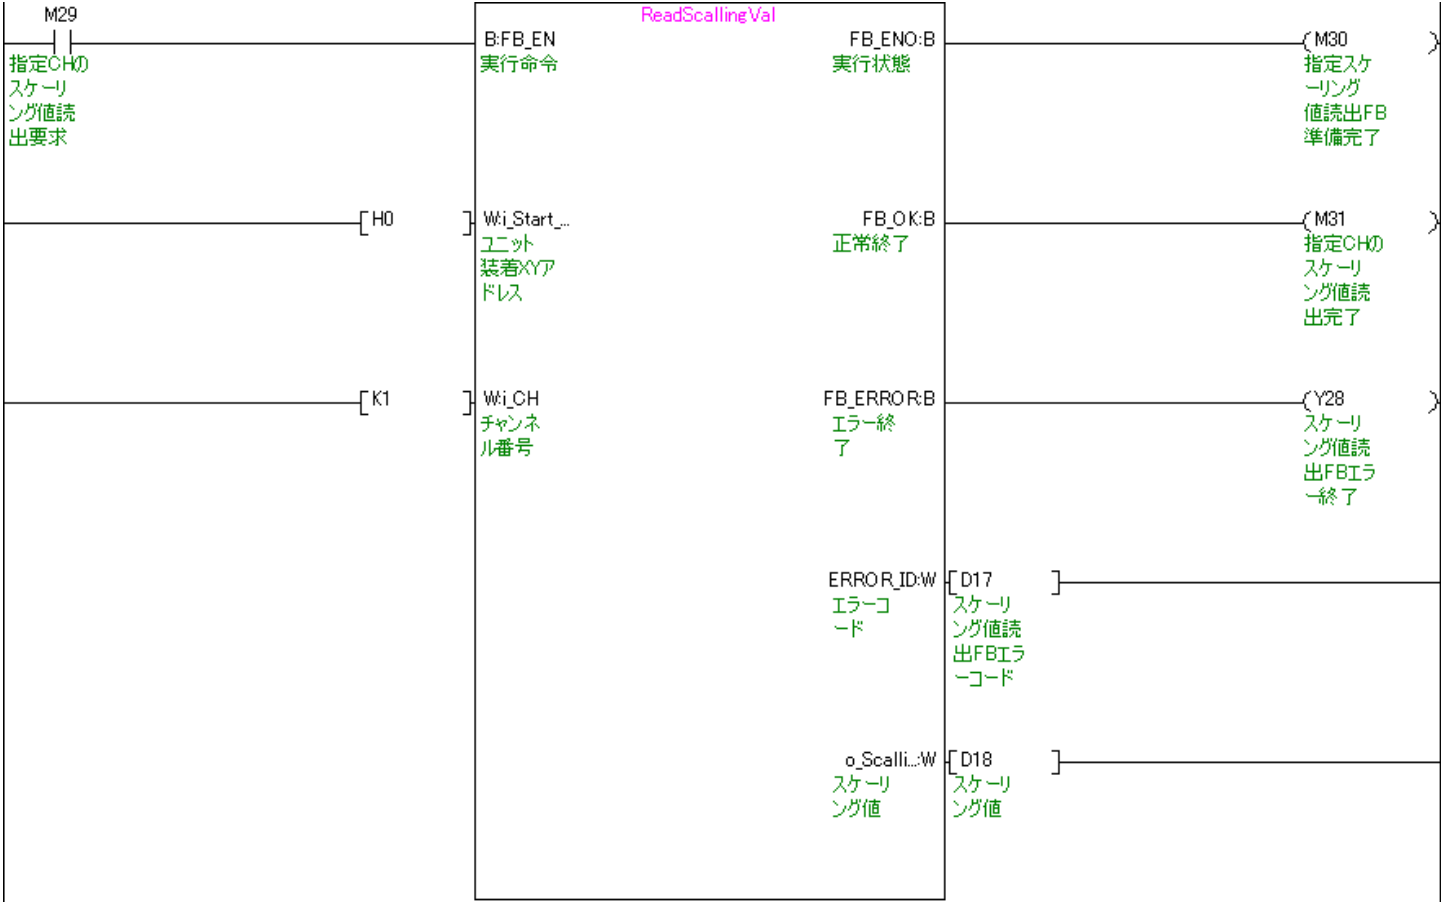 ReadScallingVal
M29
指定CHの
スケーリ
ング値読
出要求
B:FB_EN
実行命令
FB_ENO:B
実行状態
M30
指定スケ
ーリング
値読出FB
準備完了
H0
W:i_Start_...
ユニット
装着XYア
ドレス
FB_OK:B
正常終了
M31
指定CHの
スケーリ
ング値読
出完了
K1
W:i_CH
チャンネ
ル番号
FB_ERROR:B
エラー終
了
Y28
スケーリ
ング値読
出FBエラ
ー終了
ERROR_ID:W
エラーコ
ード
D17
スケーリ
ング値読
出FBエラ
ーコード
o_Scalli...:W
スケーリ
ング値
D18
スケーリ
ング値